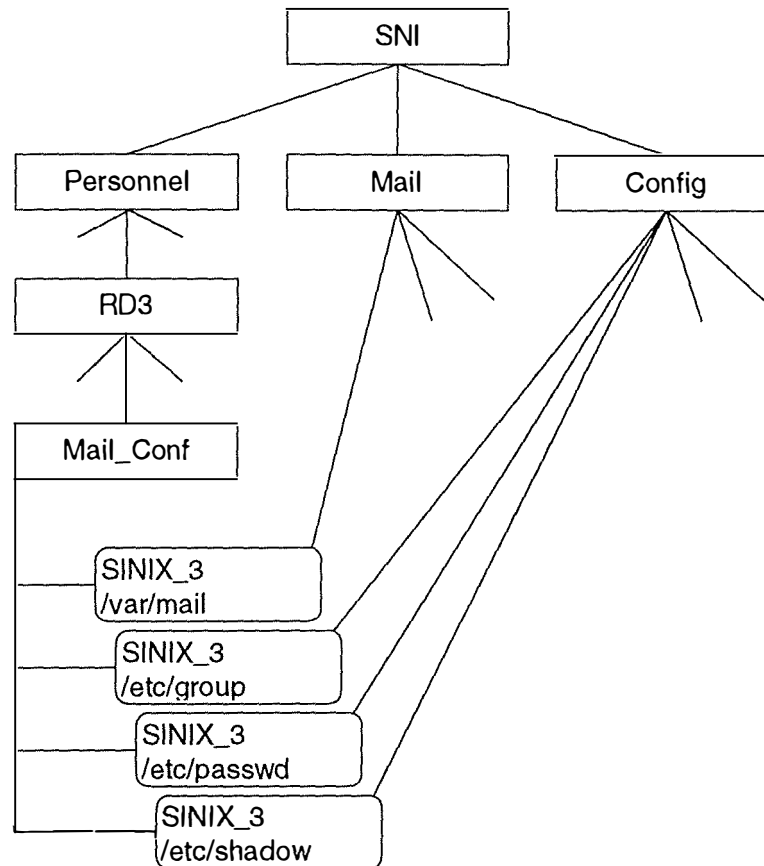 SNI
Personnel
Mail
Config
RD3
Mail_Conf
SINIX_3
/var/mail
SINIX_3
/etc/group
SINIX_3
/etc/passwd
SINIX_3
/etc/shadow